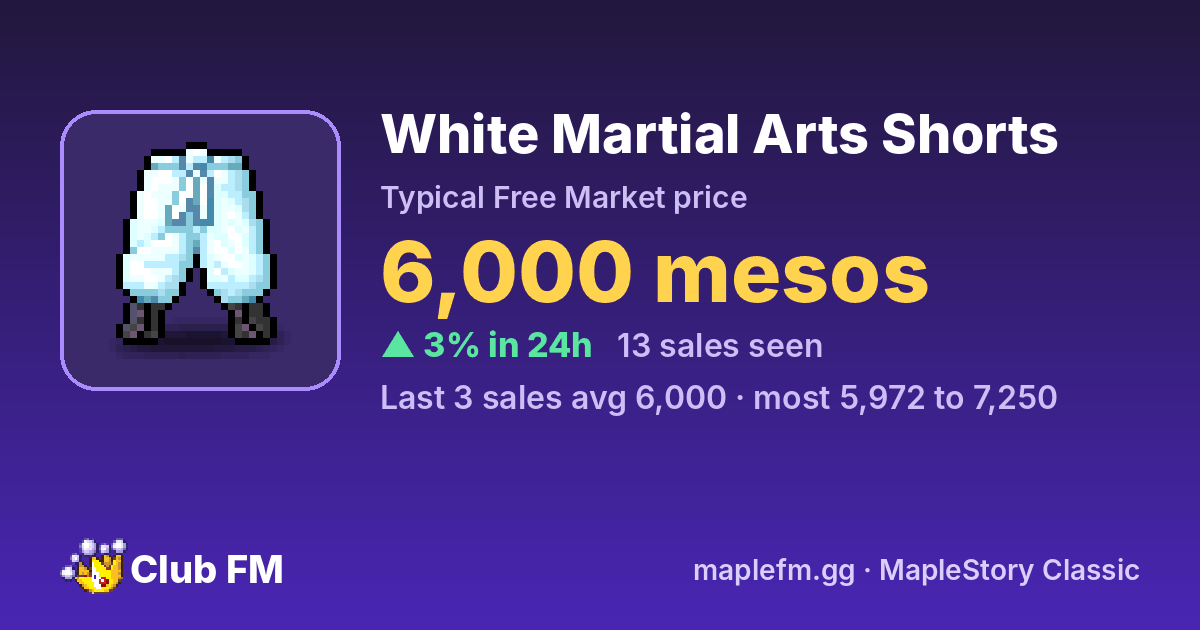 White Martial Arts Shorts
Typical Free Market price
6,000 mesos
▲ 3% in 24h 13 sales seen
Last 3 sales avg 6,000 · most 5,972 to 7,250
Club FM
maplefm.gg · MapleStory Classic